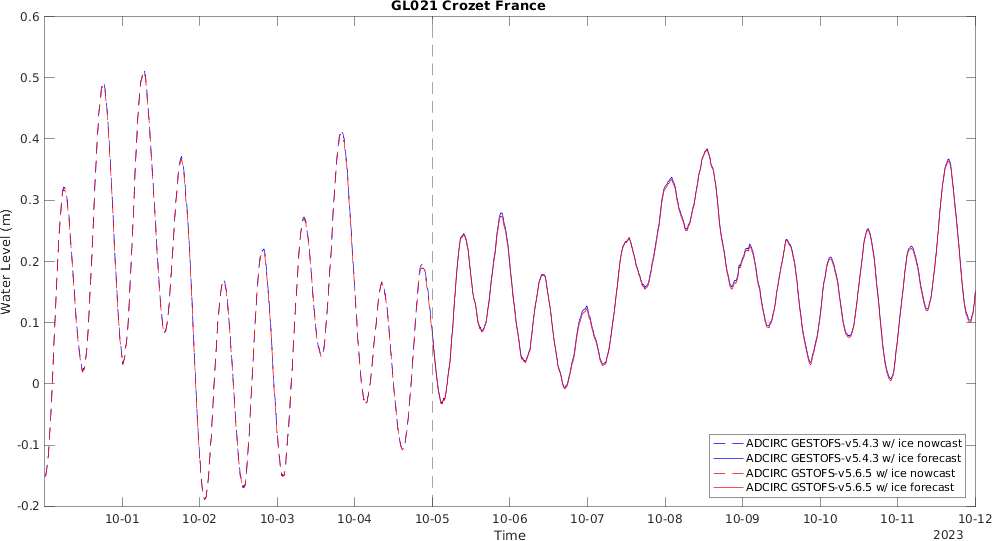 GL021 Crozet France
0.6
0.5
0.4
0.3
0.2
0.1
0
-0.1
-0.2
Water Level (m)
ADCIRC GESTOFS-v5.4.3 w/ ice nowcast
ADCIRC GESTOFS-v5.4.3 w/ ice forecast
ADCIRC GSTOFS-v5.6.5 w/ ice nowcast
ADCIRC GSTOFS-v5.6.5 w/ ice forecast
10-01 10-02 10-03 10-04 10-05 10-06 10-07 10-08 10-09 10-10 10-11 10-12
Time
2023